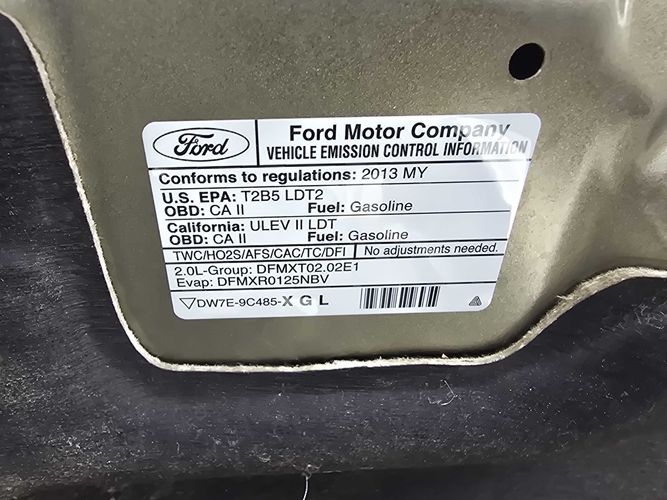 Ford
Ford Motor Company
VEHICLE EMISSION CONTROL INFORMATION
Conforms to regulations: 2013 MY
U.S. EPA: T2B5 LDT2
OBD: CA II Fuel: Gasoline
California: ULEV II LDT
OBD: CA II Fuel: Gasoline
TWC/HO2S/AFS/CAC/TC/DFI No adjustments needed.
2.0L-Group: DFMXT02.02E1
Evap: DFMXR0125NBV
DW7E-9C485-X G L